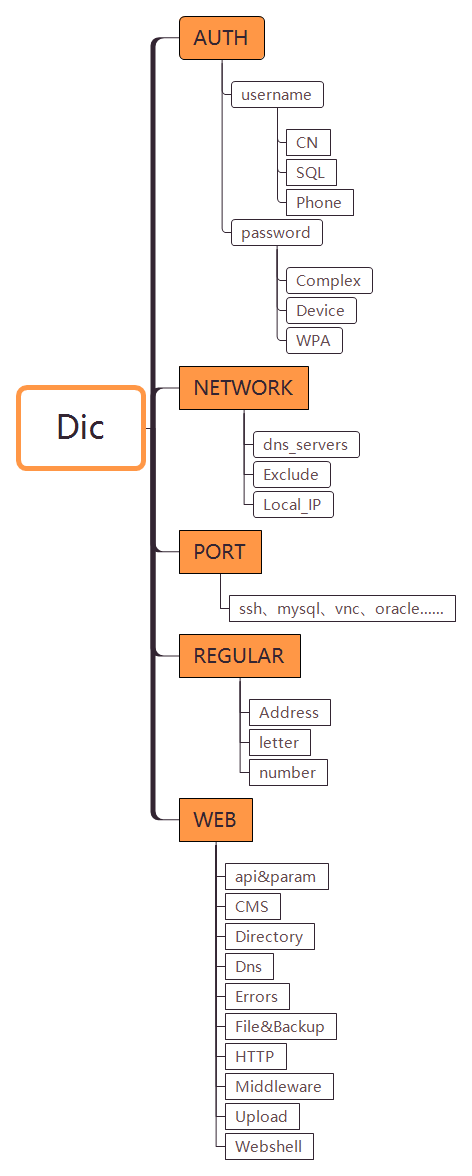 AUTH
username
CN
SQL
Phone
password
Complex
Device
WPA
Dic
NETWORK
dns_servers
Exclude
Local_IP
PORT
ssh、mysql、vnc、oracle......
REGULAR
Address
letter
number
WEB
api&param
CMS
Directory
Dns
Errors
File&Backup
HTTP
Middleware
Upload
Webshell